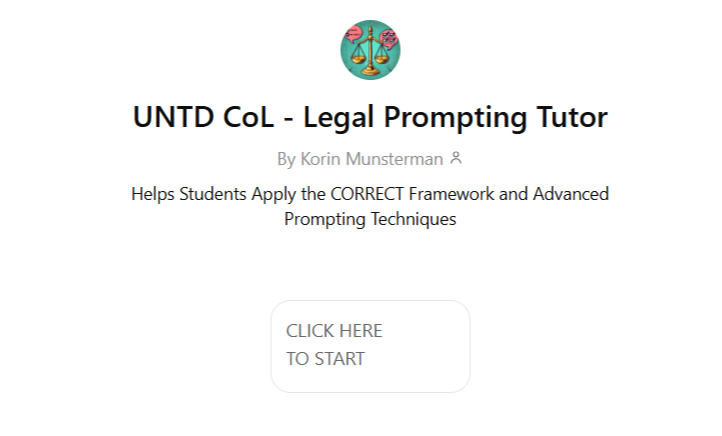 UNTD CoL - Legal Prompting Tutor
By Korin Munsterman
Helps Students Apply the CORRECT Framework and Advanced
Prompting Techniques
CLICK HERE
TO START